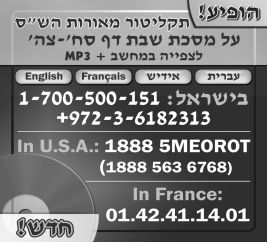 הופיע!
תקליטור מאורות הש"ס
על מסכת שבת דף סח'-צה'
לצפייה במחשב + MP3
English Français אידיש עברית
בישראל: 1-700-500-151
+972-3-6182313
In U.S.A.: 1888 5MEOROT
(1888 563 6768)
In France:
01.42.41.14.01
חדש!